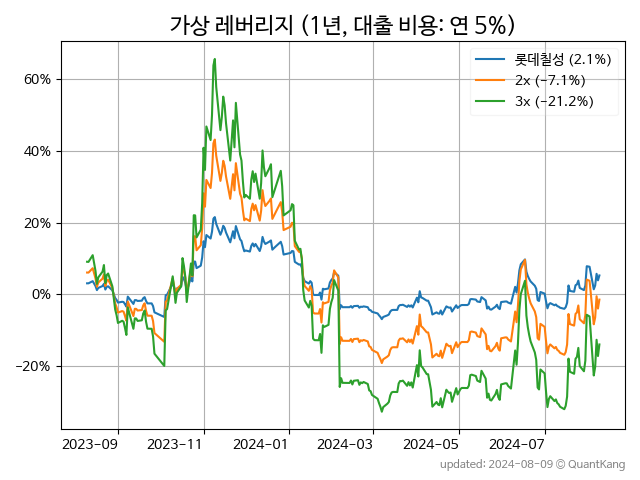 가상 레버리지 (1년, 대출 비용: 연 5%)
롯데칠성 (2.1%)
2x (−7.1%)
3x (−21.2%)
60%
40%
20%
0%
−20%
2023-09 2023-11 2024-01 2024-03 2024-05 2024-07
updated: 2024-08-09 © QuantKang